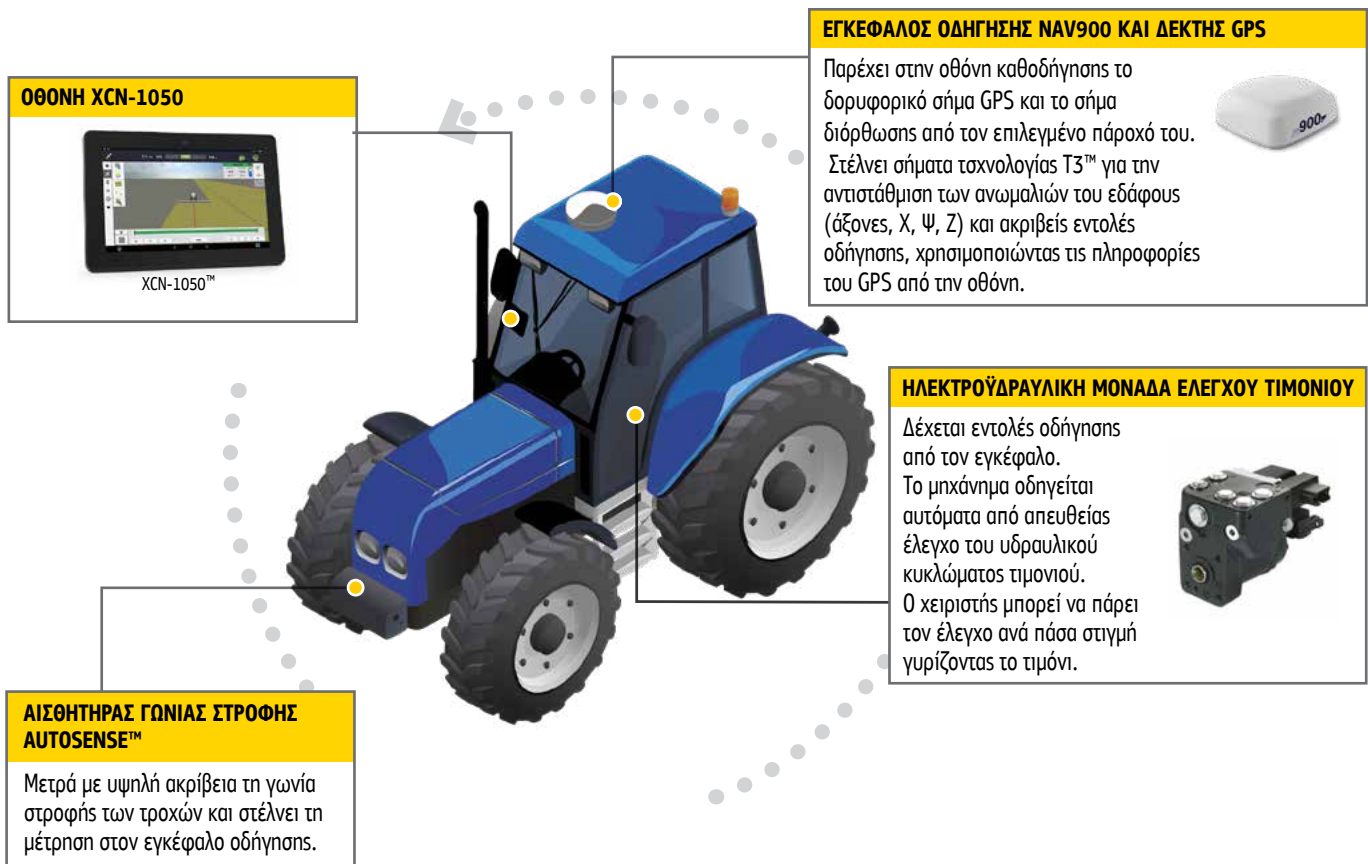 ΟΘΟΝΗ XCN-1050
XCN-1050™
ΕΓΚΕΦΑΛΟΣ ΟΔΗΓΗΣΗΣ NAV900 ΚΑΙ ΔΕΚΤΗΣ GPS
Παρέχει στην οθόνη καθοδήγησης το
δορυφορικό σήμα GPS και το σήμα
διόρθωσης από τον επιλεγμένο πάροχό του.
Στέλνει σήματα τσχνολογίας T3™ για την
αντιστάθμιση των ανωμαλιών του εδάφους
(άξονες, Χ, Ψ, Ζ) και ακριβείς εντολές
οδήγησης, χρησιμοποιώντας τις πληροφορίες
του GPS από την οθόνη.
900
ΗΛΕΚΤΡΟΫΔΡΑΥΛΙΚΗ ΜΟΝΑΔΑ ΕΛΕΓΧΟΥ ΤΙΜΟΝΙΟΥ
Δέχεται εντολές οδήγησης
από τον εγκέφαλο.
Το μηχάνημα οδηγείται
αυτόματα από απευθείας
έλεγχο του υδραυλικού
κυκλώματος τιμονιού.
Ο χειριστής μπορεί να πάρει
τον έλεγχο ανά πάσα στιγμή
γυρίζοντας το τιμόνι.
ΑΙΣΘΗΤΗΡΑΣ ΓΩΝΙΑΣ ΣΤΡΟΦΗΣ
AUTOSENSE™
Μετρά με υψηλή ακρίβεια τη γωνία
στροφής των τροχών και στέλνει τη
μέτρηση στον εγκέφαλο οδήγησης.